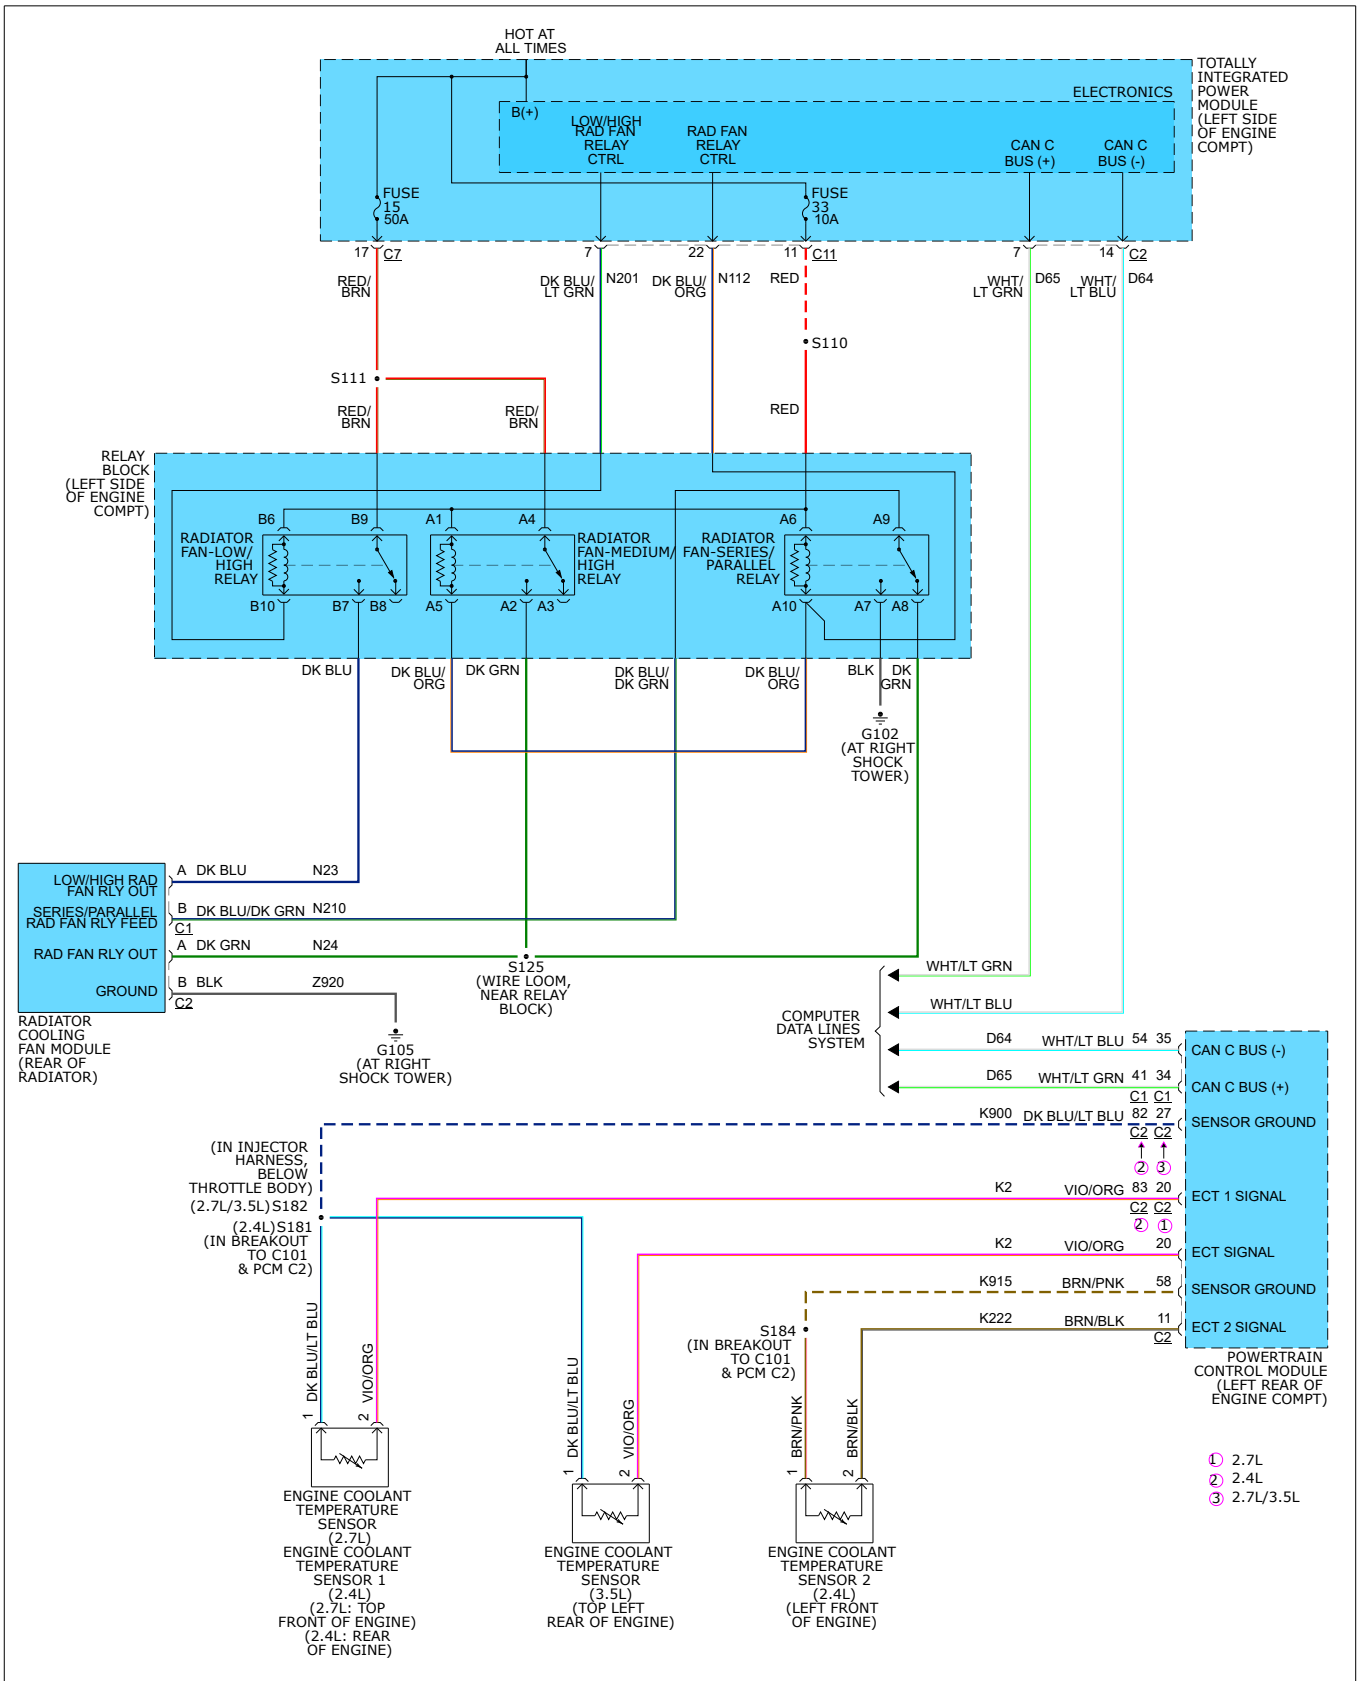 HOT AT
ALL TIMES
TOTALLY
INTEGRATED
POWER
MODULE
(LEFT SIDE
OF ENGINE
COMPT)
ELECTRONICS
B(+)
LOW/HIGH
RAD FAN
RELAY
CTRL
RAD FAN
RELAY
CTRL
CAN C
BUS (+)
CAN C
BUS (-)
FUSE
15
50A
FUSE
33
10A
17 C7
7
22
11 C11
7
14 C2
RED/
BRN
DK BLU/
LT GRN
N201
DK BLU/
ORG
N112
RED
WHT/
LT GRN
D65
WHT/
LT BLU
D64
S110
S111
RED/
BRN
RED/
BRN
RED
RELAY
BLOCK
(LEFT SIDE
OF ENGINE
COMPT)
B6
B9
A1
A4
A6
A9
RADIATOR
FAN-LOW/
HIGH
RELAY
RADIATOR
FAN-MEDIUM/
HIGH
RELAY
RADIATOR
FAN-SERIES/
PARALLEL
RELAY
B10
B7
B8
A5
A2
A3
A10
A7
A8
DK BLU
DK BLU/
ORG
DK GRN
DK BLU/
DK GRN
DK BLU/
ORG
BLK
DK
GRN
G102
(AT RIGHT
SHOCK
TOWER)
LOW/HIGH RAD
FAN RLY OUT
A DK BLU N23
SERIES/PARALLEL
RAD FAN RLY FEED
B DK BLU/DK GRN N210
C1
RAD FAN RLY OUT
A DK GRN N24
GROUND
B BLK Z920
C2
RADIATOR
COOLING
FAN MODULE
(REAR OF
RADIATOR)
S125
(WIRE LOOM,
NEAR RELAY
BLOCK)
G105
(AT RIGHT
SHOCK TOWER)
WHT/LT GRN
WHT/LT BLU
COMPUTER
DATA LINES
SYSTEM
D64 WHT/LT BLU 54 35 CAN C BUS (-)
D65 WHT/LT GRN 41 34 CAN C BUS (+)
C1 C1
K900 DK BLU/LT BLU 82 27 SENSOR GROUND
C2 C2
2 3
K2 VIO/ORG 83 20 ECT 1 SIGNAL
C2 C2
2 1
K2 VIO/ORG 20 ECT SIGNAL
K915 BRN/PNK 58 SENSOR GROUND
K222 BRN/BLK 11 ECT 2 SIGNAL
C2
POWERTRAIN
CONTROL MODULE
(LEFT REAR OF
ENGINE COMPT)
(IN INJECTOR
HARNESS,
BELOW
THROTTLE BODY)
(2.7L/3.5L)S182
(2.4L)S181
(IN BREAKOUT
TO C101
& PCM C2)
S184
(IN BREAKOUT
TO C101
& PCM C2)
1 DK BLU/LT BLU
2 VIO/ORG
1 DK BLU/LT BLU
2 VIO/ORG
1 BRN/PNK
2 BRN/BLK
ENGINE COOLANT
TEMPERATURE
SENSOR
(2.7L)
ENGINE COOLANT
TEMPERATURE
SENSOR 1
(2.4L)
(2.7L: TOP
FRONT OF ENGINE)
(2.4L: REAR
OF ENGINE)
ENGINE COOLANT
TEMPERATURE
SENSOR
(3.5L)
(TOP LEFT
REAR OF ENGINE)
ENGINE COOLANT
TEMPERATURE
SENSOR 2
(2.4L)
(LEFT FRONT
OF ENGINE)
1 2.7L
2 2.4L
3 2.7L/3.5L